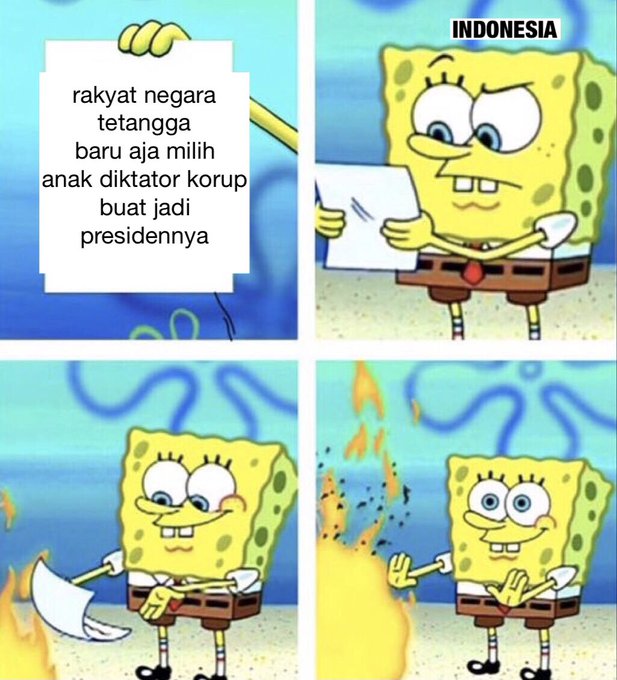 rakyat negara
tetangga
baru aja milih
anak diktator korup
buat jadi
presidennya
INDONESIA